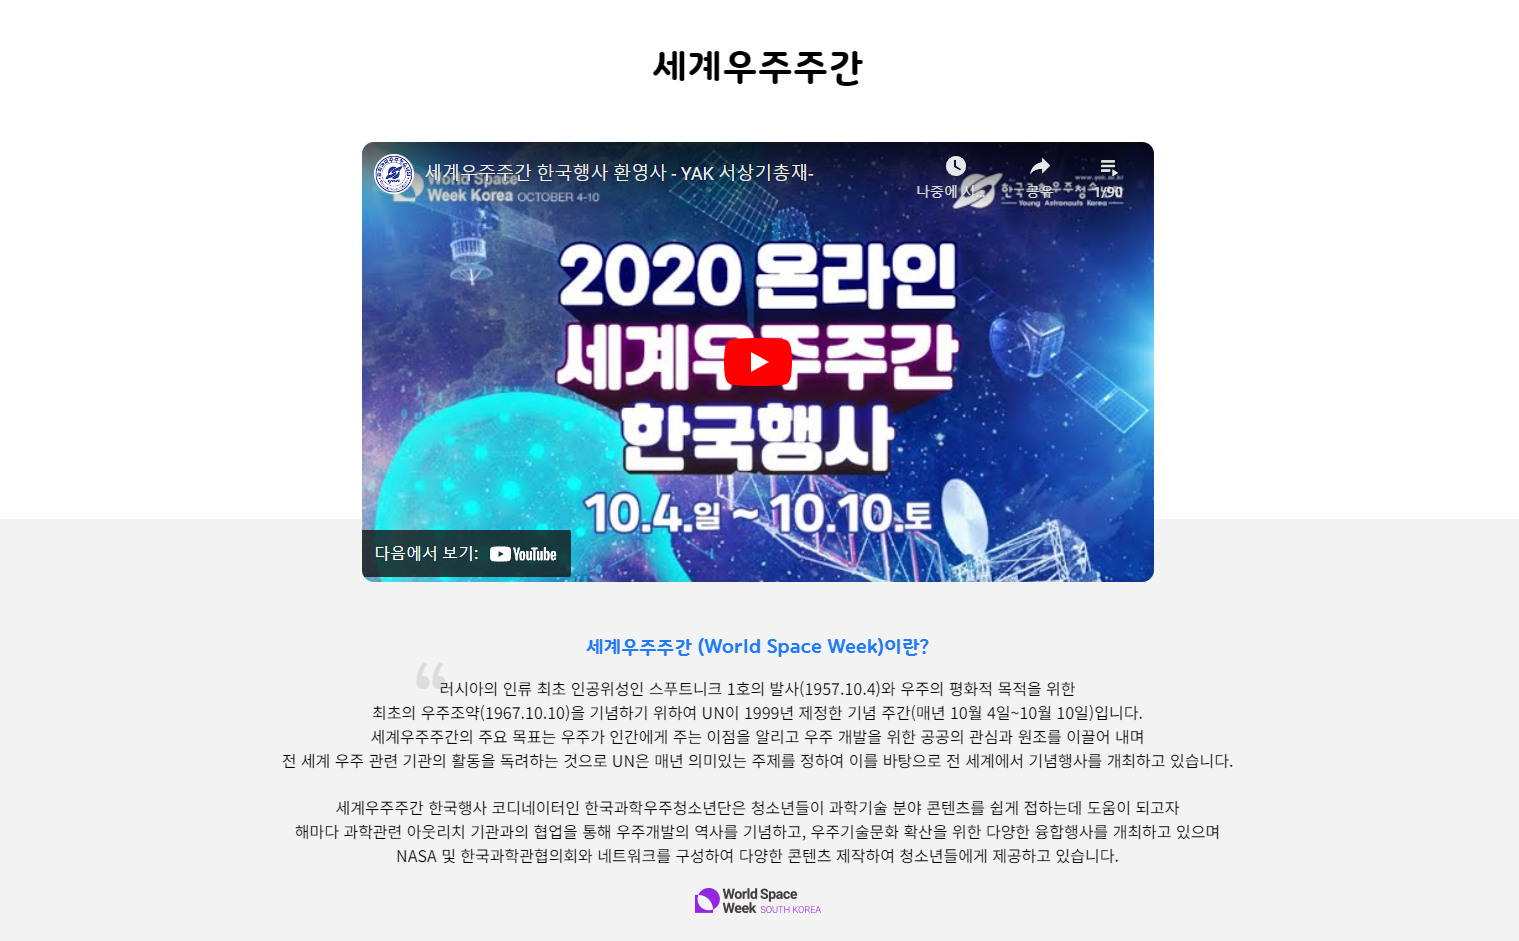 세계우주주간
세계우주주간 한국행사 환영사 - YAK 서상기총재-
나중에 시
공유
1/90
World Space
Week Korea OCTOBER 4-10
www.yak.or.kr
한국
우주
청소
Young Astronauts Korea
2020 온라인
세계우주주간
한국행사
10.4.일 ~ 10.10.토
다음에서 보기: YouTube
세계우주주간 (World Space Week)이란?
“
러시아의 인류 최초 인공위성인 스푸트니크 1호의 발사(1957.10.4)와 우주의 평화적 목적을 위한
최초의 우주조약(1967.10.10)을 기념하기 위하여 UN이 1999년 제정한 기념 주간(매년 10월 4일~10월 10일)입니다.
세계우주주간의 주요 목표는 우주가 인간에게 주는 이점을 알리고 우주 개발을 위한 공공의 관심과 원조를 이끌어 내며
전 세계 우주 관련 기관의 활동을 독려하는 것으로 UN은 매년 의미있는 주제를 정하여 이를 바탕으로 전 세계에서 기념행사를 개최하고 있습니다.
세계우주주간 한국행사 코디네이터인 한국과학우주청소년단은 청소년들이 과학기술 분야 콘텐츠를 쉽게 접하는데 도움이 되고자
해마다 과학관련 아웃리치 기관과의 협업을 통해 우주개발의 역사를 기념하고, 우주기술문화 확산을 위한 다양한 융합행사를 개최하고 있으며
NASA 및 한국과학관협의회와 네트워크를 구성하여 다양한 콘텐츠 제작하여 청소년들에게 제공하고 있습니다.
World Space
Week SOUTH KOREA